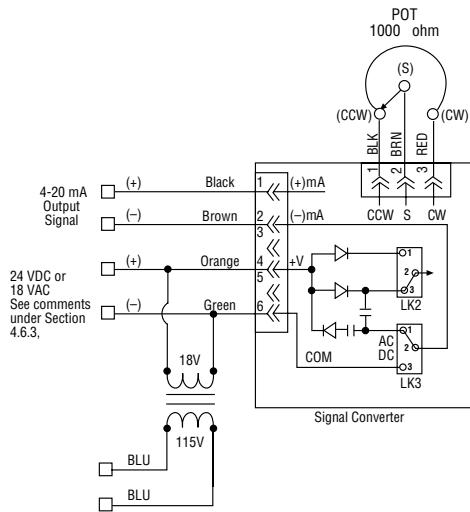 POT
1000 ohm
(S)
(CCW)
(CW)
BLK
BRN
RED
1
2
3
CCW S CW
4-20 mA
Output
Signal
(+)
Black
1
(+)mA
(–)
Brown
2
(–)mA
3
24 VDC or
18 VAC
See comments
under Section
4.6.3,
(+)
Orange
4
+V
5
(–)
Green
6
COM
1
2
3
LK2
AC
DC
1
2
3
LK3
Signal Converter
18V
115V
BLU
BLU